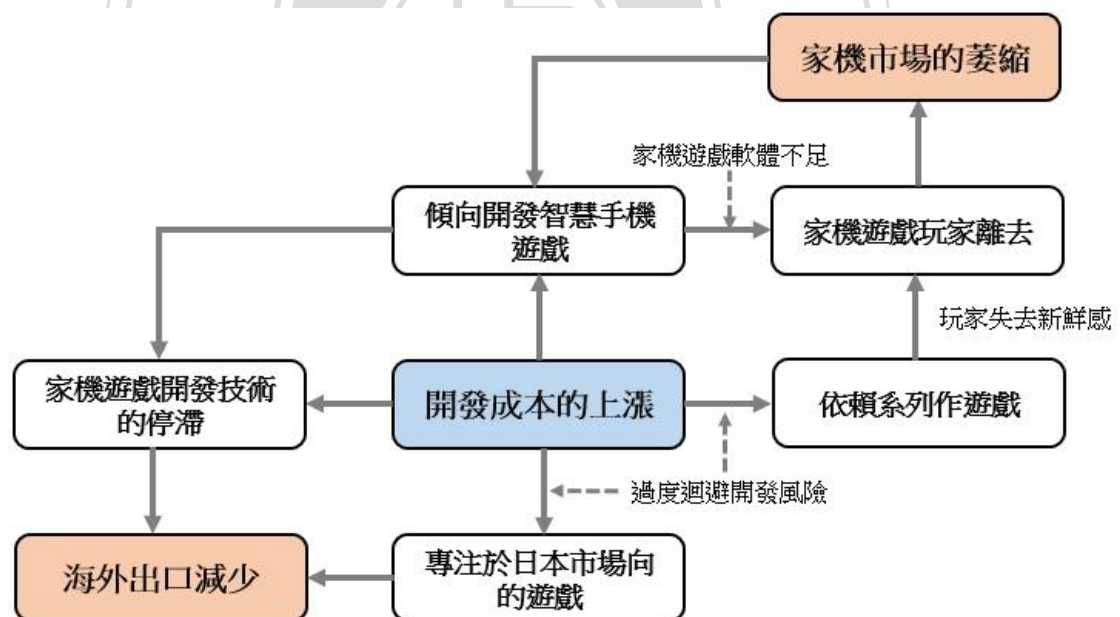 家機市場的萎縮
家機遊戲軟體不足
傾向開發智慧手機
遊戲
家機遊戲玩家離去
玩家失去新鮮感
家機遊戲開發技術
的停滯
開發成本的上漲
依賴系列作遊戲
過度迴避開發風險
海外出口減少
專注於日本市場向
的遊戲